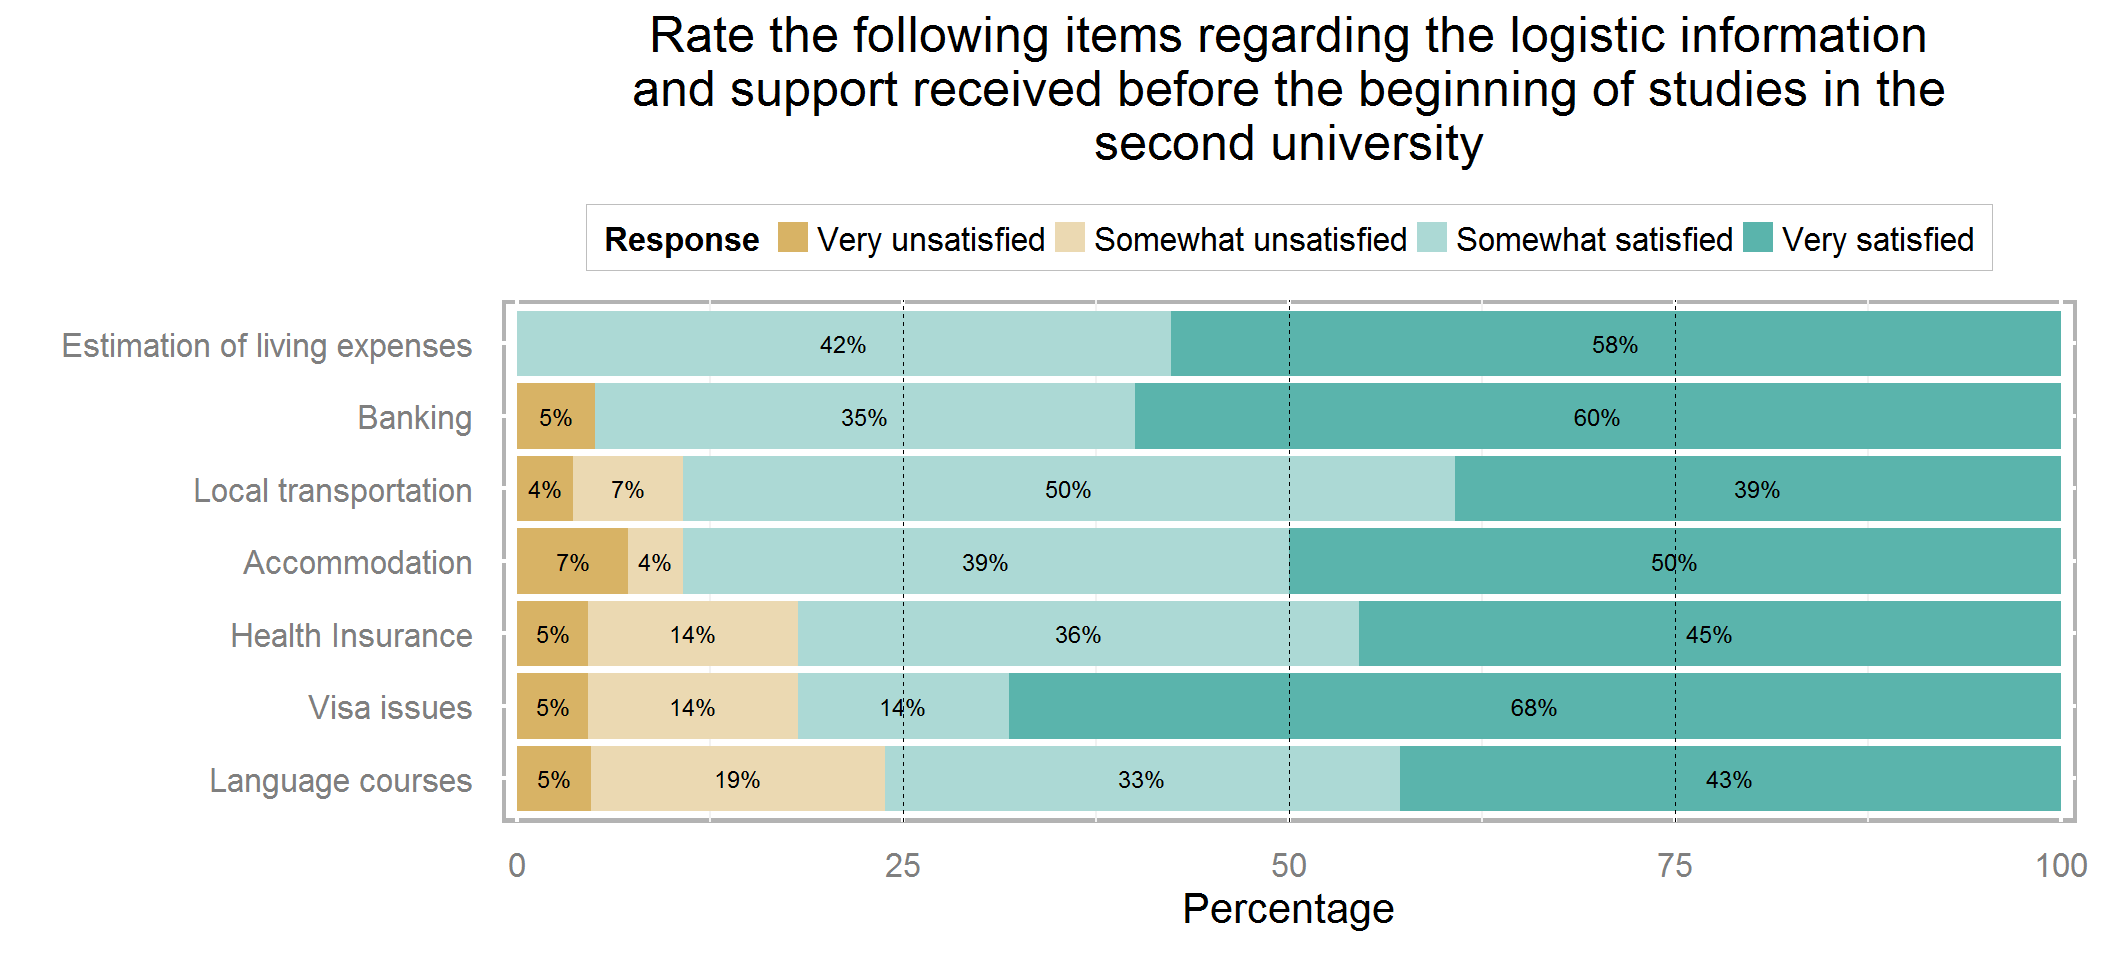 Rate the following items regarding the logistic information
and support received before the beginning of studies in the
second university
Response Very unsatisfied Somewhat unsatisfied Somewhat satisfied Very satisfied
Estimation of living expenses 42% 58%
Banking 5% 35% 60%
Local transportation 4% 7% 50% 39%
Accommodation 7% 4% 39% 50%
Health Insurance 5% 14% 36% 45%
Visa issues 5% 14% 14% 68%
Language courses 5% 19% 33% 43%
0 25 50 75 100
Percentage